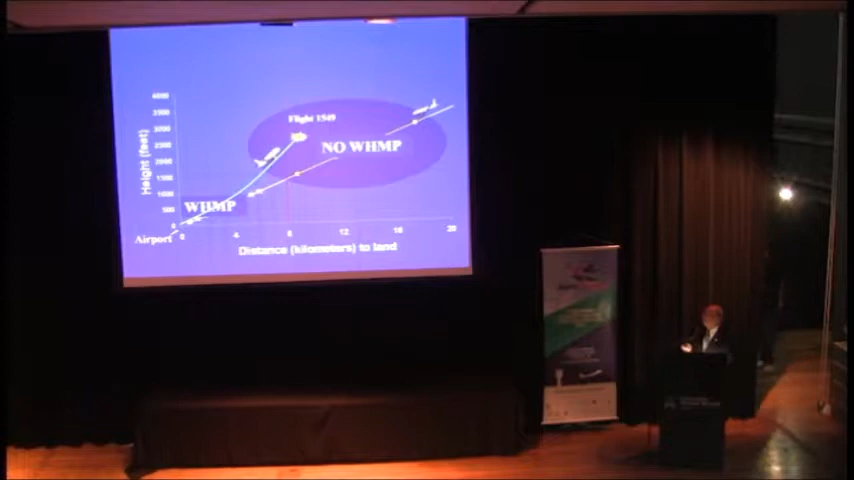 4000
3500
3000
2500
2000
1500
1000
500
0
Height (feet)
Flight 1549
NO WHMP
WHMP
Airport
0 4 8 12 16 20
Distance (kilometers) to land